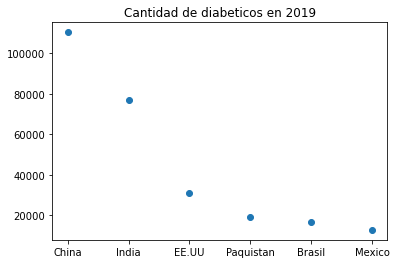 Cantidad de diabeticos en 2019
100000
80000
60000
40000
20000
China India EE.UU Paquistan Brasil Mexico